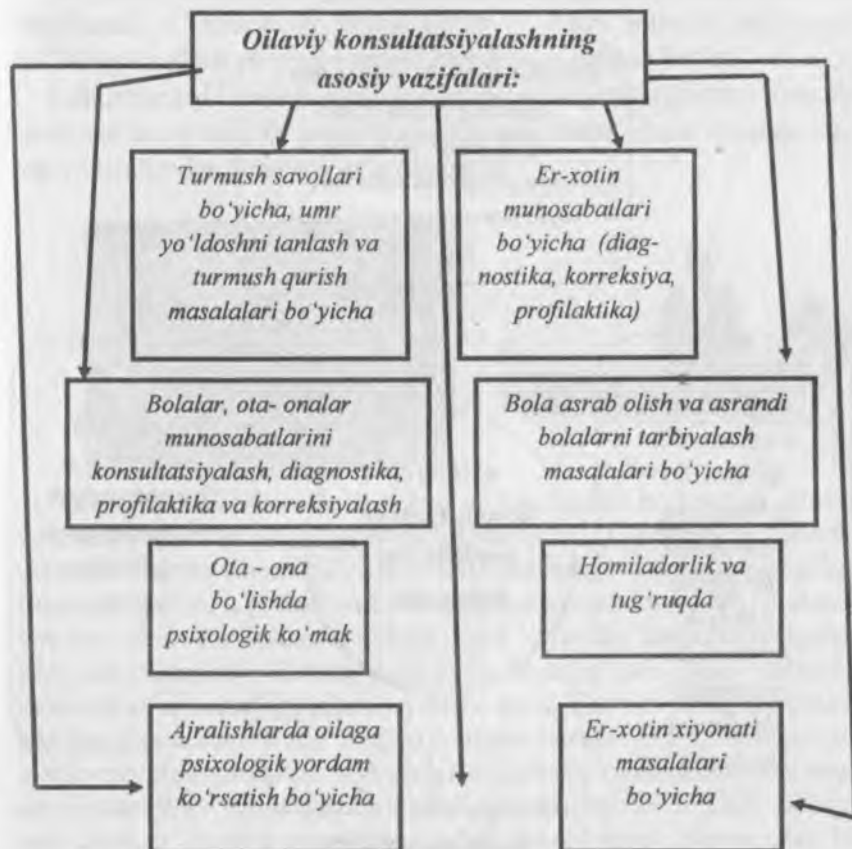 Oilaviy konsultatsiyalashning
asosiy vazifalari:
Turmush savollari
bo‘yicha, umr
yo‘ldoshni tanlash va
turmush qurish
masalalari bo‘yicha
Er-xotin
munosabatlari
bo‘yicha (diag-
nostika, korreksiya,
profilaktika)
Bolalar, ota- onalar
munosabatlarini
konsultatsiyalash, diagnostika,
profilaktika va korreksiyalash
Bola asrab olish va asrandi
bolalarni tarbiyalash
masalalari bo‘yicha
Ota - ona
bo‘lishda
psixologik ko‘mak
Homiladorlik va
tug‘ruqda
Ajralishlarda oilaga
psixologik yordam
ko‘rsatish bo‘yicha
Er-xotin xiyonati
masalalari
bo‘yicha